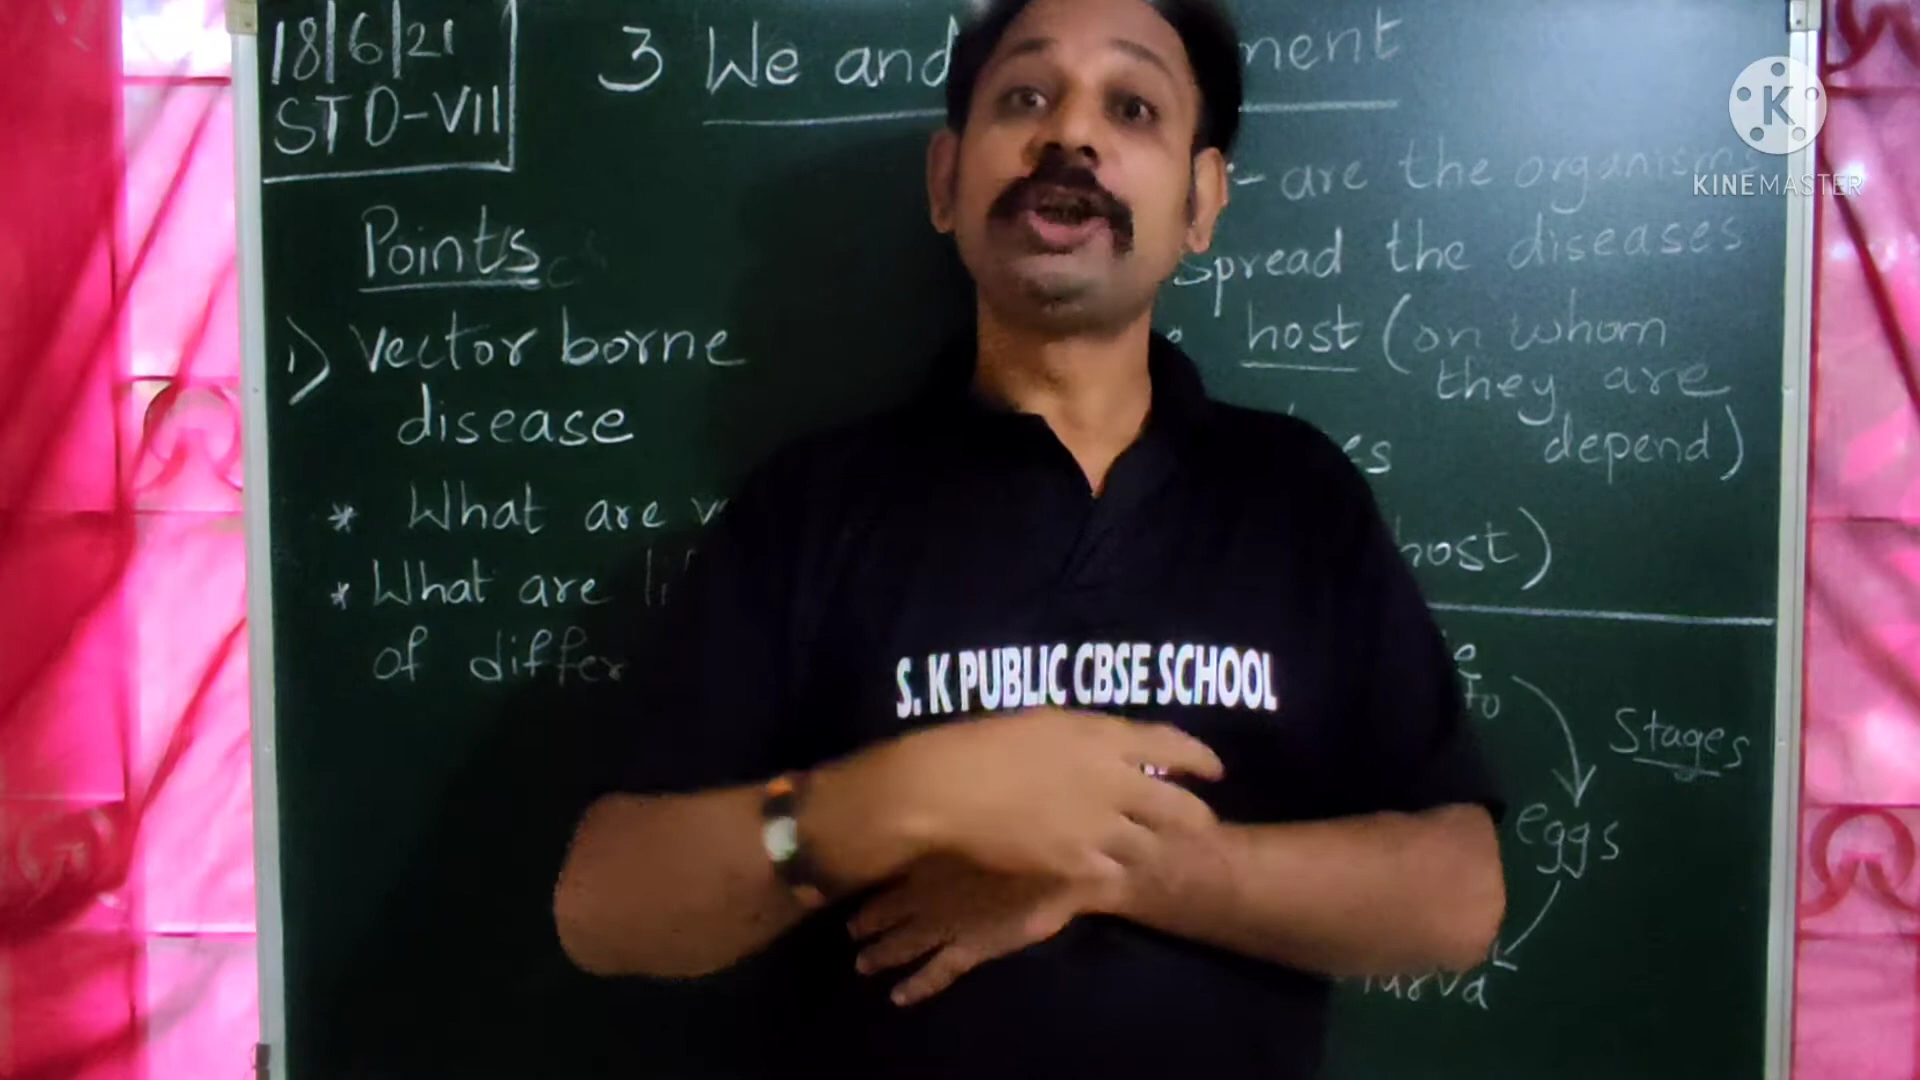 18/6/21
STD-VII
3 We and ment
Points
1) Vector borne
disease
* What are
* What are
of differ
- are the organisms
spread the diseases
host (on whom
they are
depend)
host)
Stages
eggs
larva
S. K PUBLIC CBSE SCHOOL
K
KINEMASTER